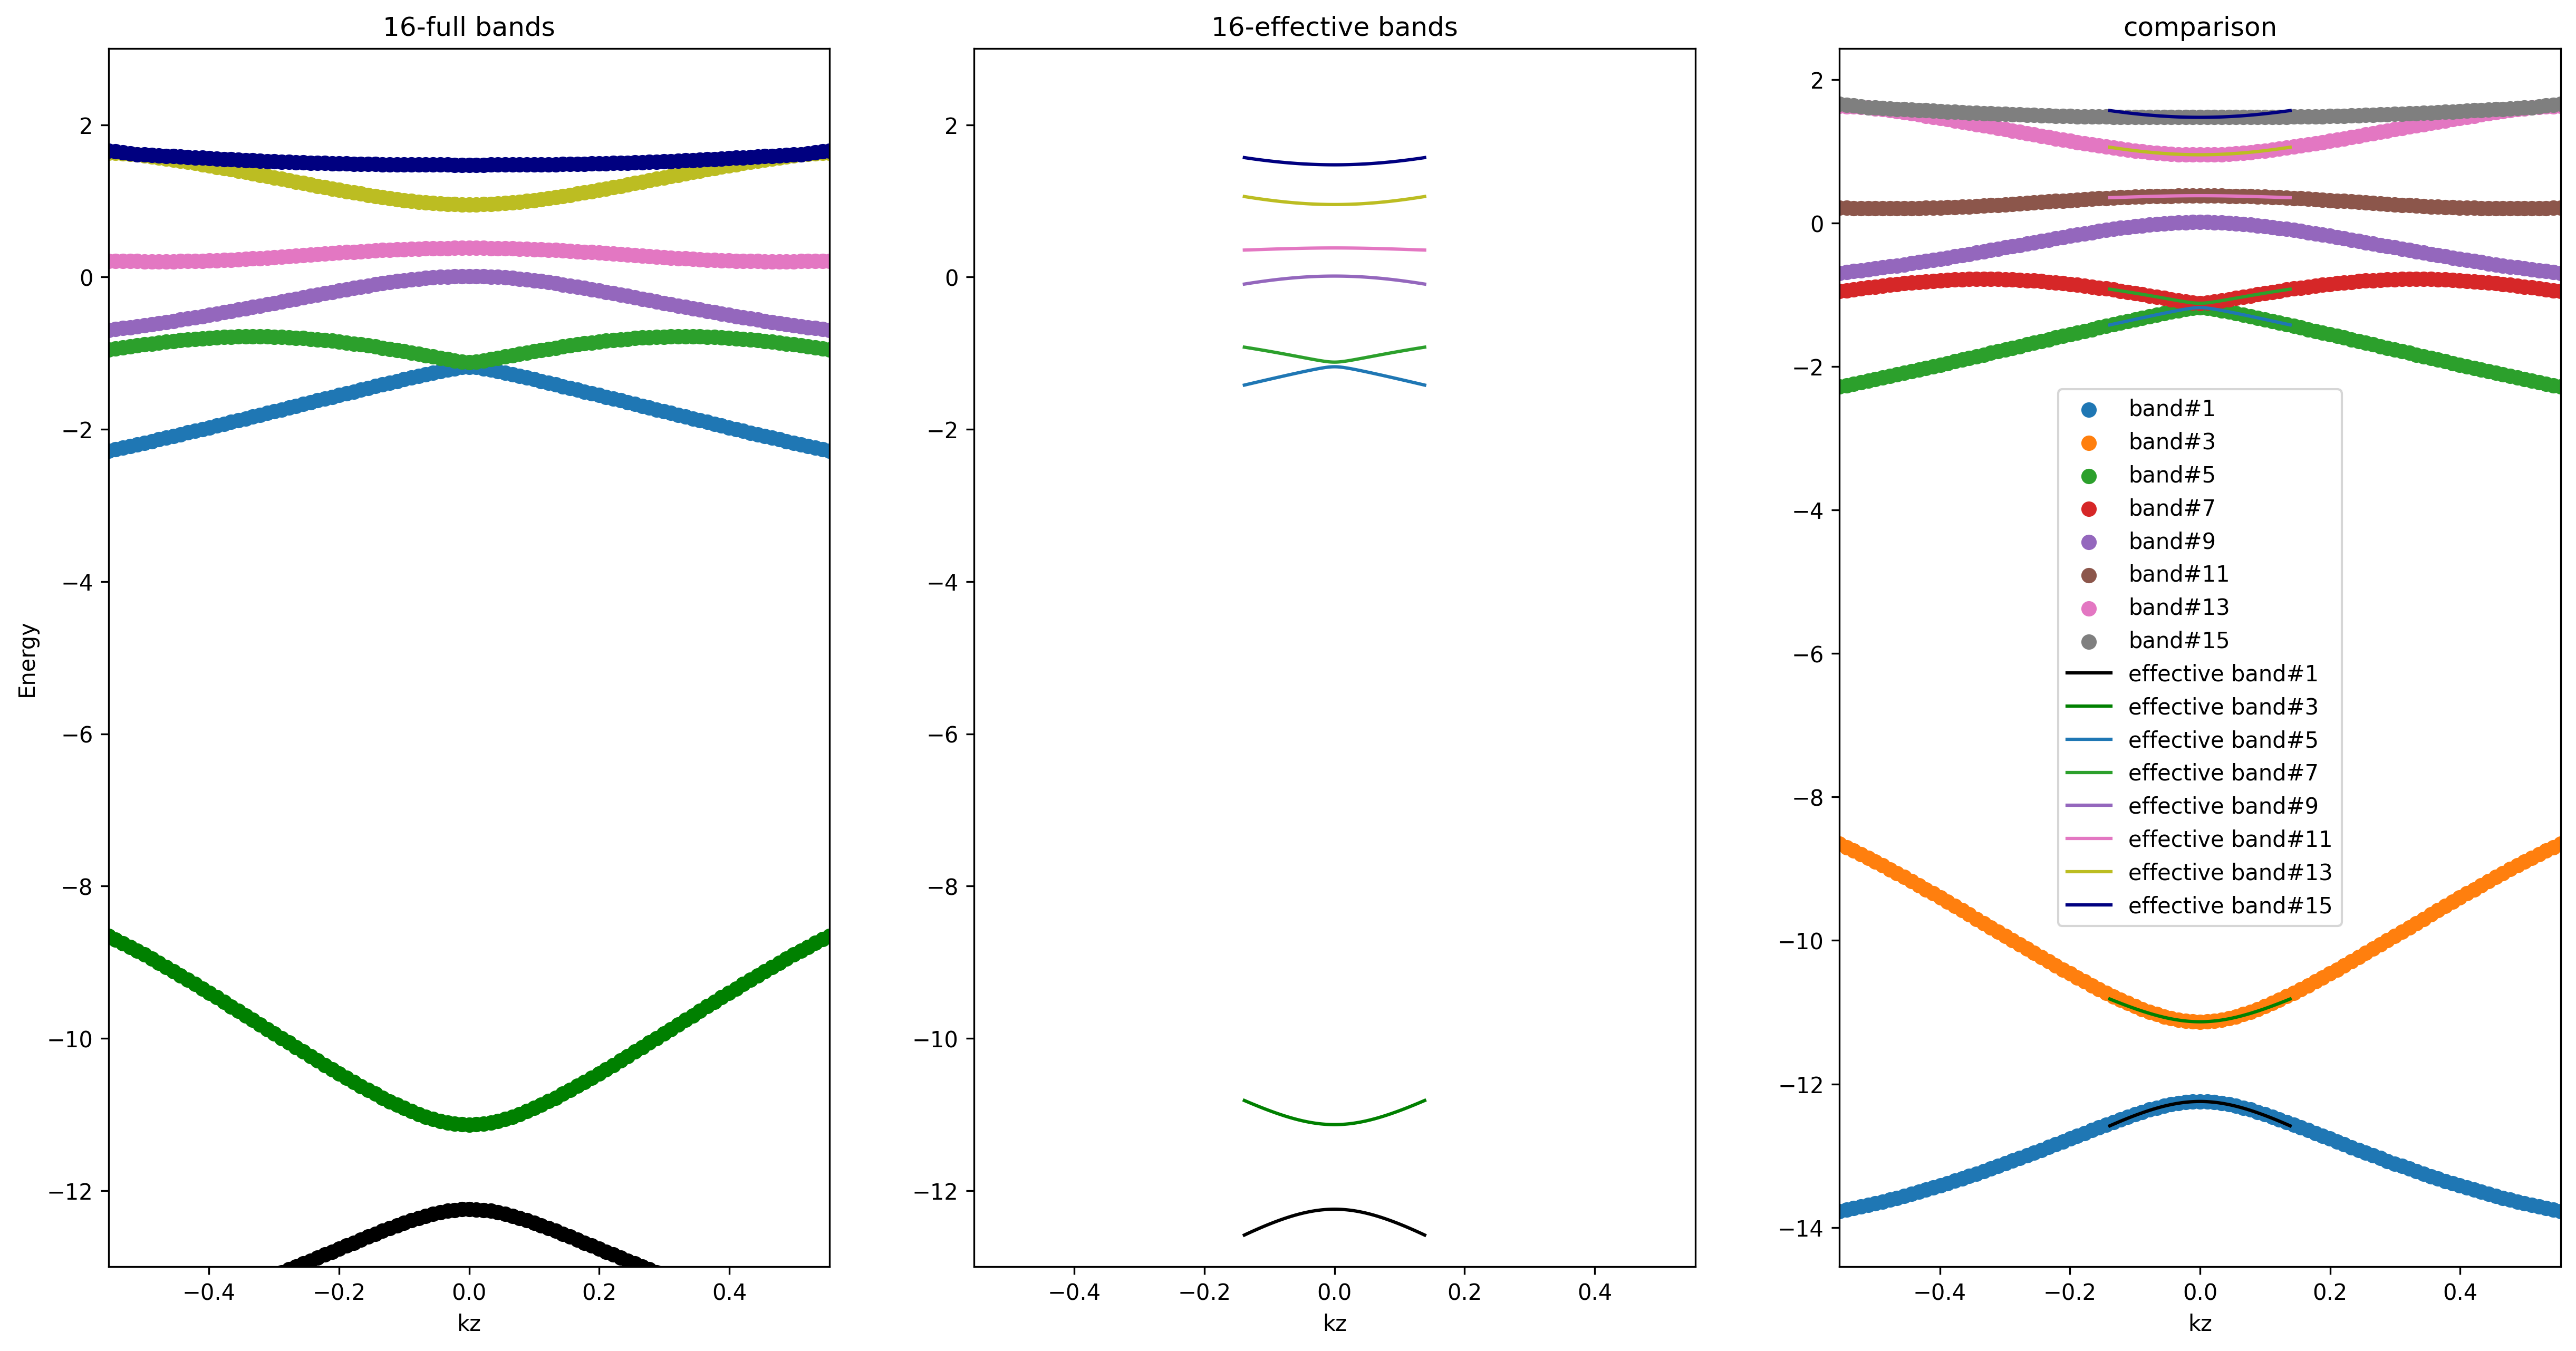 16-full bands
16-effective bands
comparison
Energy
2
0
−2
−4
−6
−8
−10
−12
−0.4
−0.2
0.0
0.2
0.4
kz
2
0
−2
−4
−6
−8
−10
−12
−0.4
−0.2
0.0
0.2
0.4
kz
2
0
−2
−4
−6
−8
−10
−12
−14
−0.4
−0.2
0.0
0.2
0.4
kz
band#1
band#3
band#5
band#7
band#9
band#11
band#13
band#15
effective band#1
effective band#3
effective band#5
effective band#7
effective band#9
effective band#11
effective band#13
effective band#15